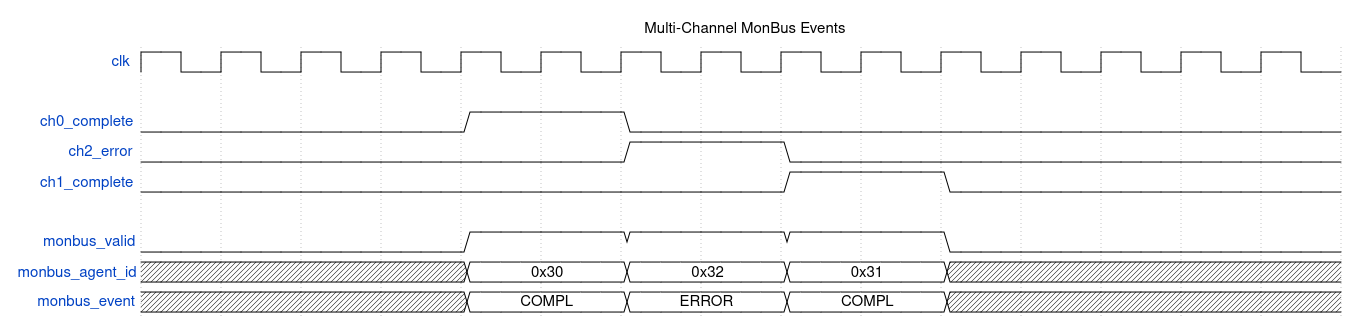 Multi-Channel MonBus Events
clk
ch0_complete
ch2_error
ch1_complete
monbus_valid
monbus_agent_id 0x30 0x32 0x31
monbus_event COMPL ERROR COMPL